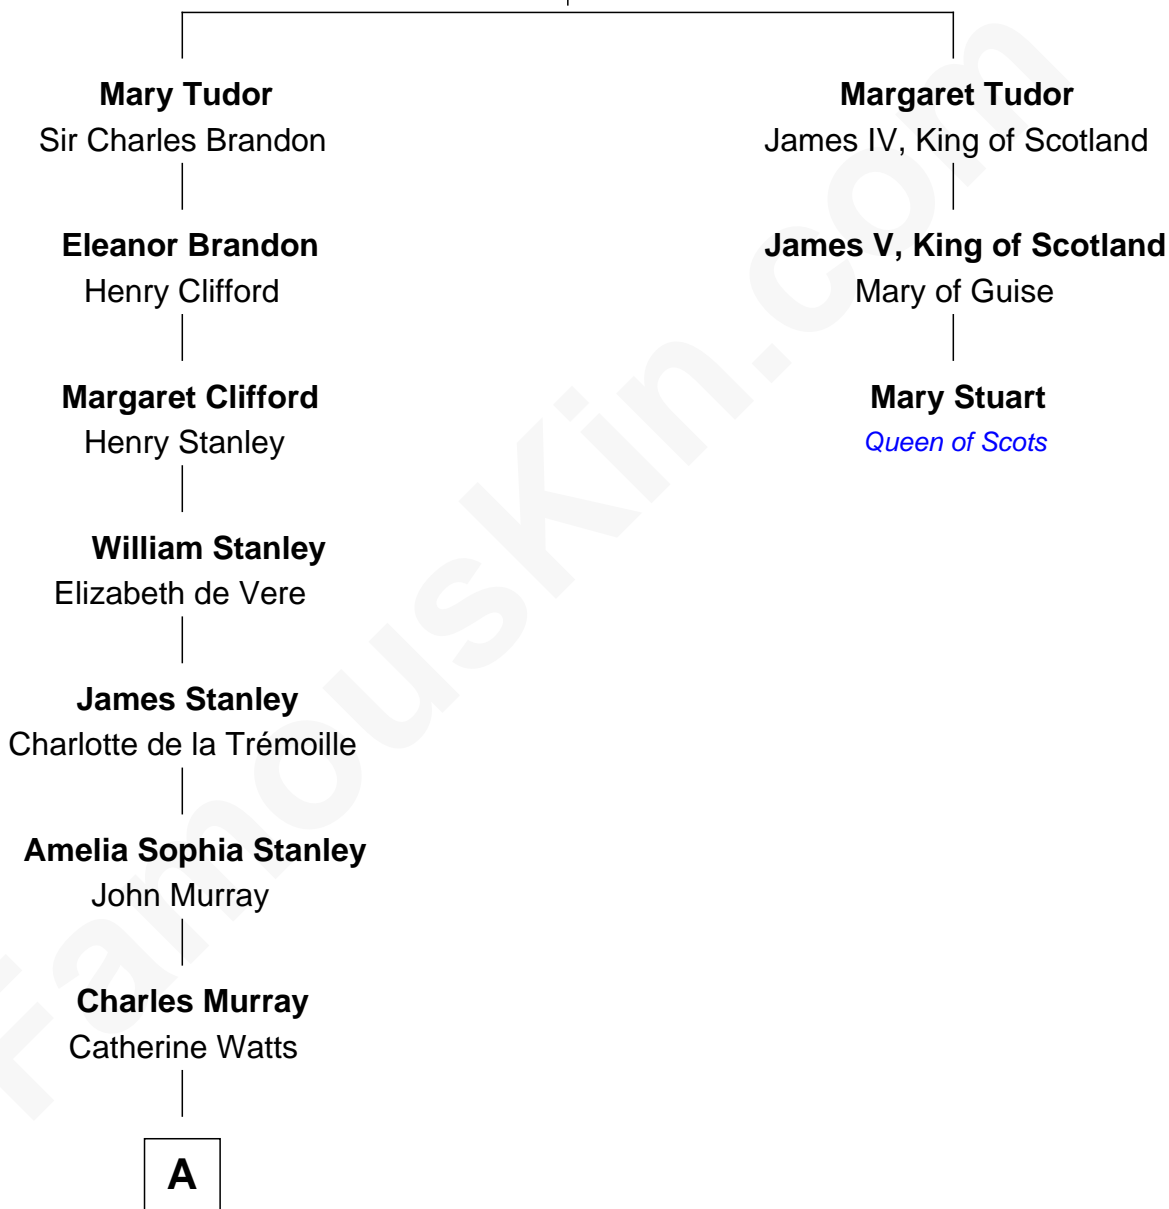 Mary Tudor
Sir Charles Brandon
Margaret Tudor
James IV, King of Scotland
Eleanor Brandon
Henry Clifford
James V, King of Scotland
Mary of Guise
Margaret Clifford
Henry Stanley
Mary Stuart
Queen of Scots
William Stanley
Elizabeth de Vere
James Stanley
Charlotte de la Trémoille
Amelia Sophia Stanley
John Murray
Charles Murray
Catherine Watts
A
FamousKin.com